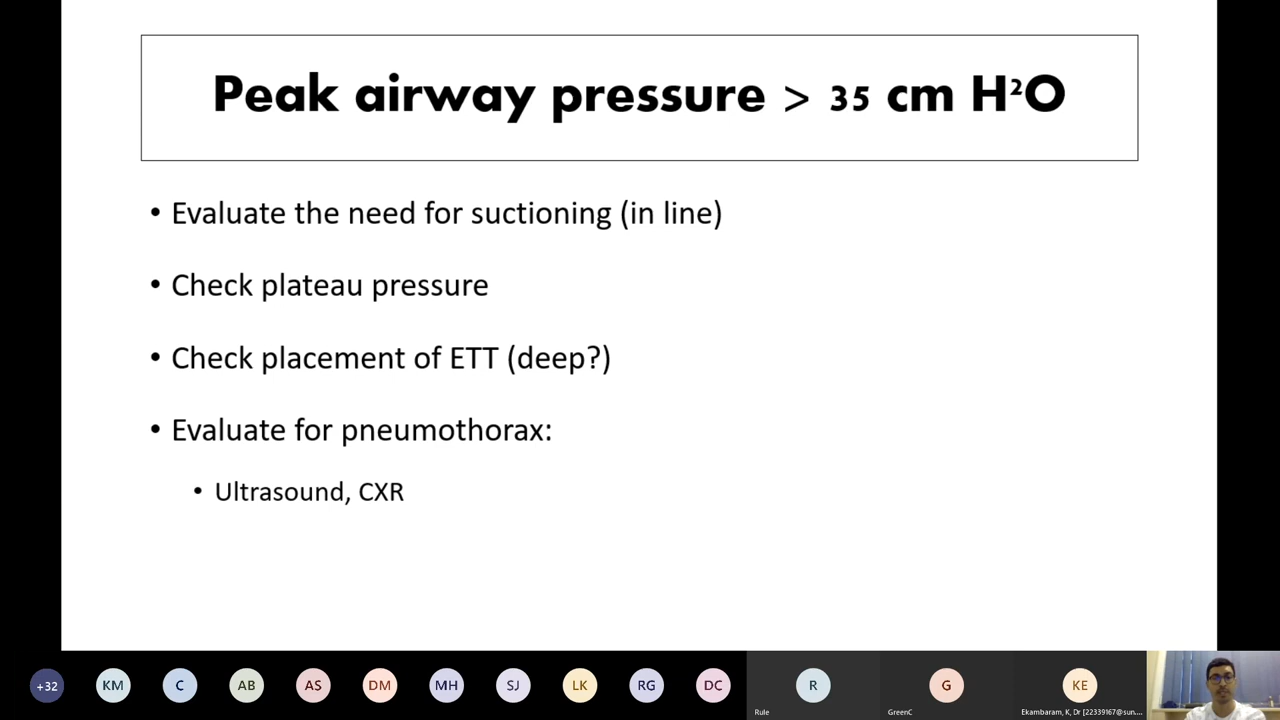 Peak airway pressure > 35 cm H²O
• Evaluate the need for suctioning (in line)
• Check plateau pressure
• Check placement of ETT (deep?)
• Evaluate for pneumothorax:
• Ultrasound, CXR
+32 KM C AB AS DM MH SJ LK RG DC R G KE
Rule GreenC Ekambaram, K, Dr [22339167@sun....